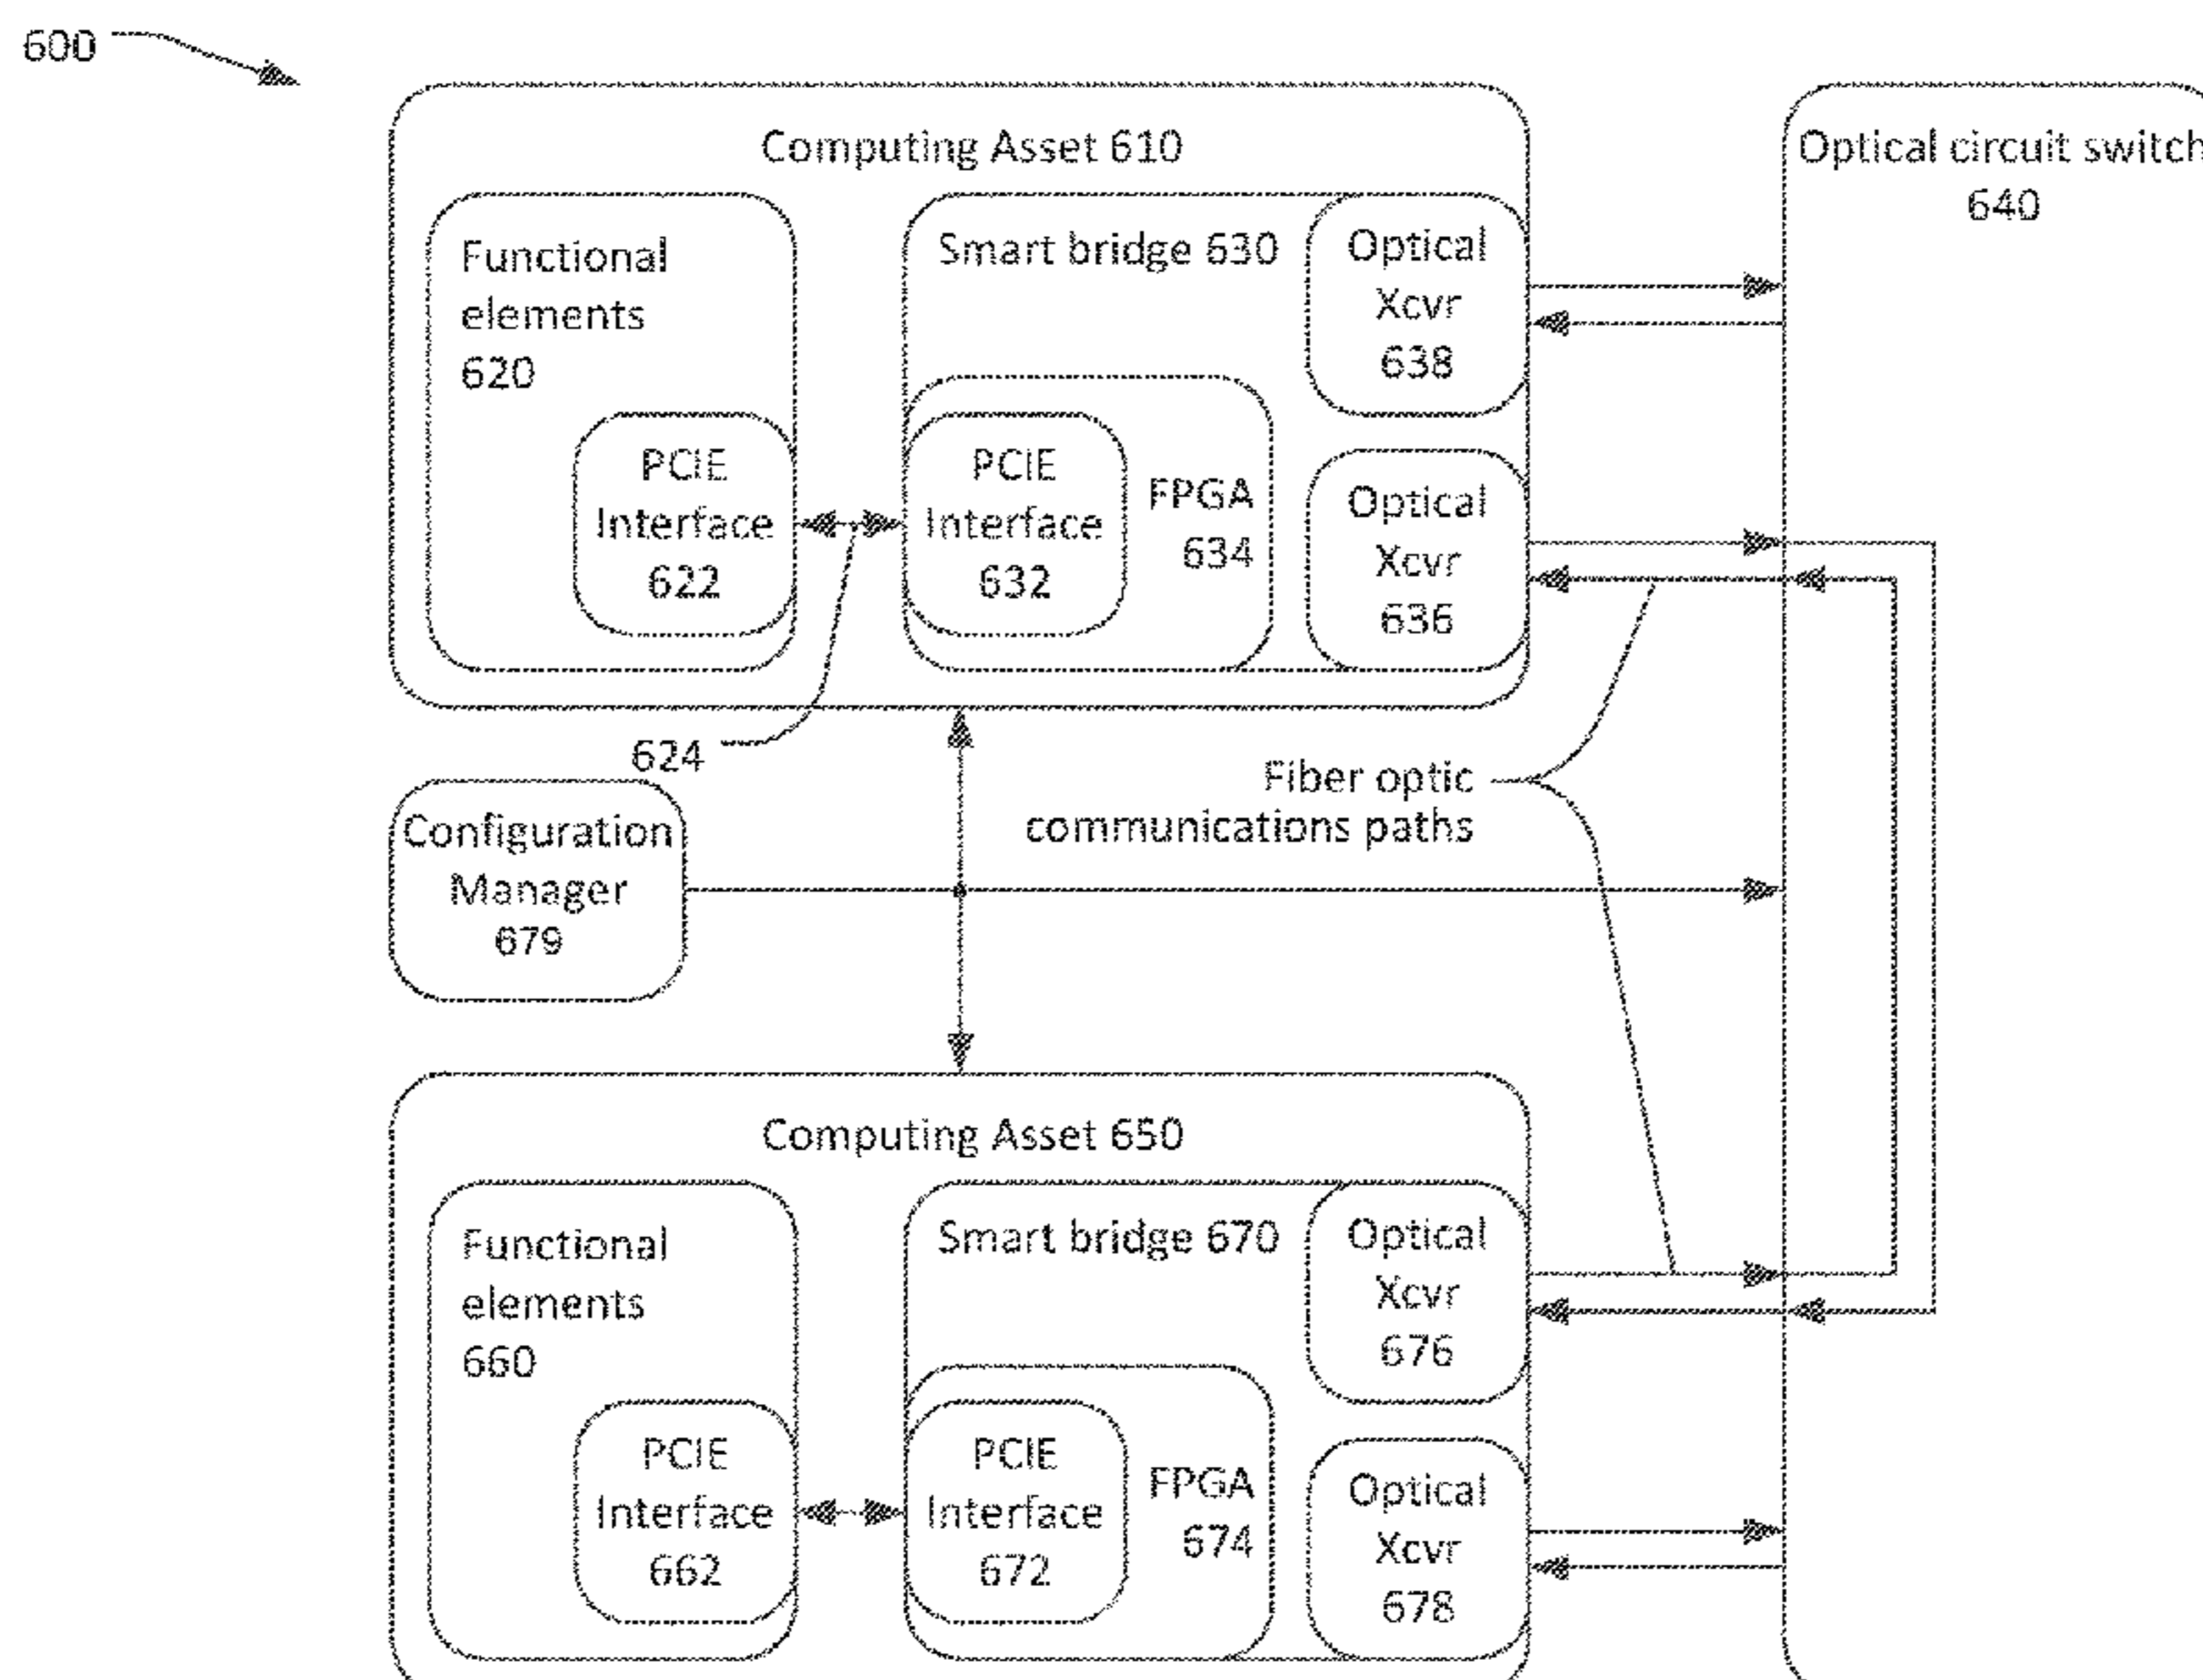 600
Computing Asset 610
Optical circuit switch
640
Functional
elements
620
Smart bridge 630
Optical
Xcvr
638
PCIE
Interface
622
PCIE
Interface
632
FPGA
634
Optical
Xcvr
636
624
Fiber optic
communications paths
Configuration
Manager
679
Computing Asset 650
Functional
elements
660
Smart bridge 670
Optical
Xcvr
676
PCIE
Interface
662
PCIE
Interface
672
FPGA
674
Optical
Xcvr
678